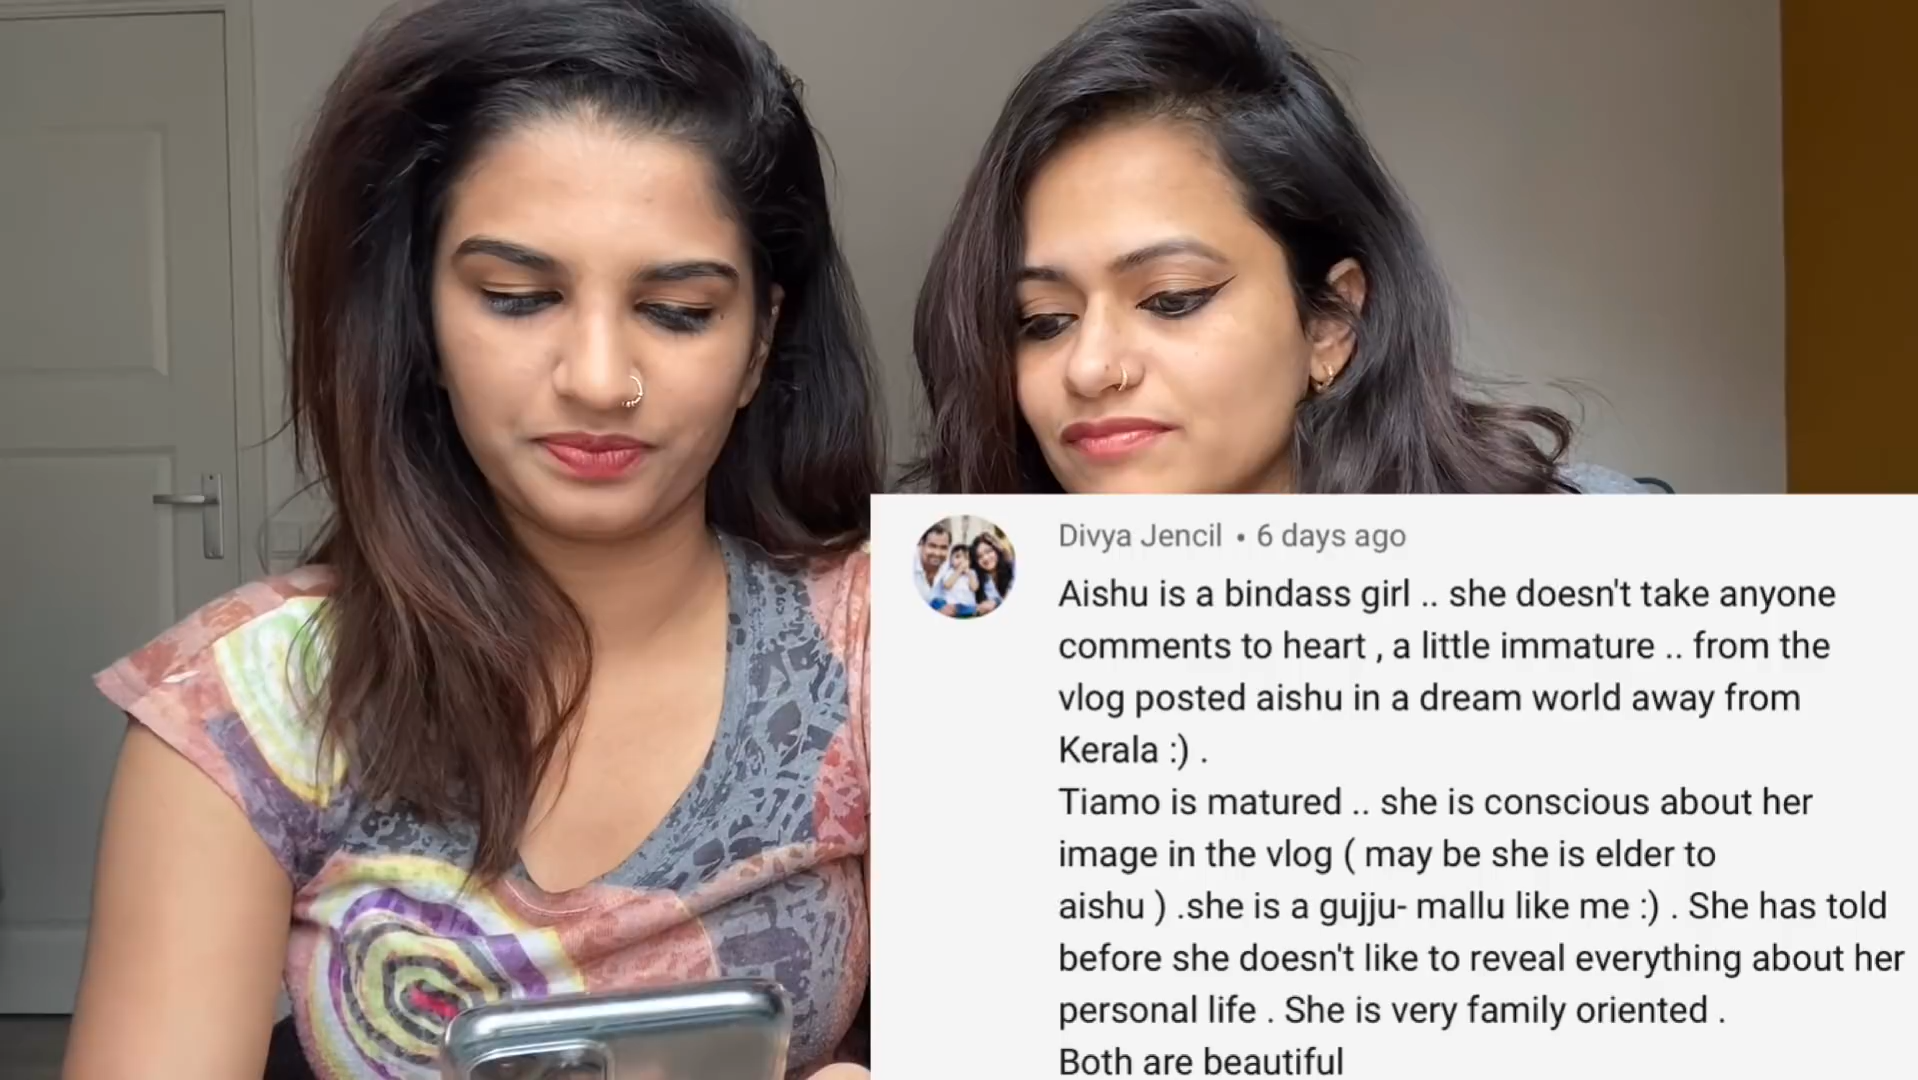 Divya Jencil • 6 days ago
Aishu is a bindass girl .. she doesn't take anyone
comments to heart , a little immature .. from the
vlog posted aishu in a dream world away from
Kerala :) .
Tiamo is matured .. she is conscious about her
image in the vlog ( may be she is elder to
aishu ) .she is a gujju- mallu like me :) . She has told
before she doesn't like to reveal everything about her
personal life . She is very family oriented .
Both are beautiful